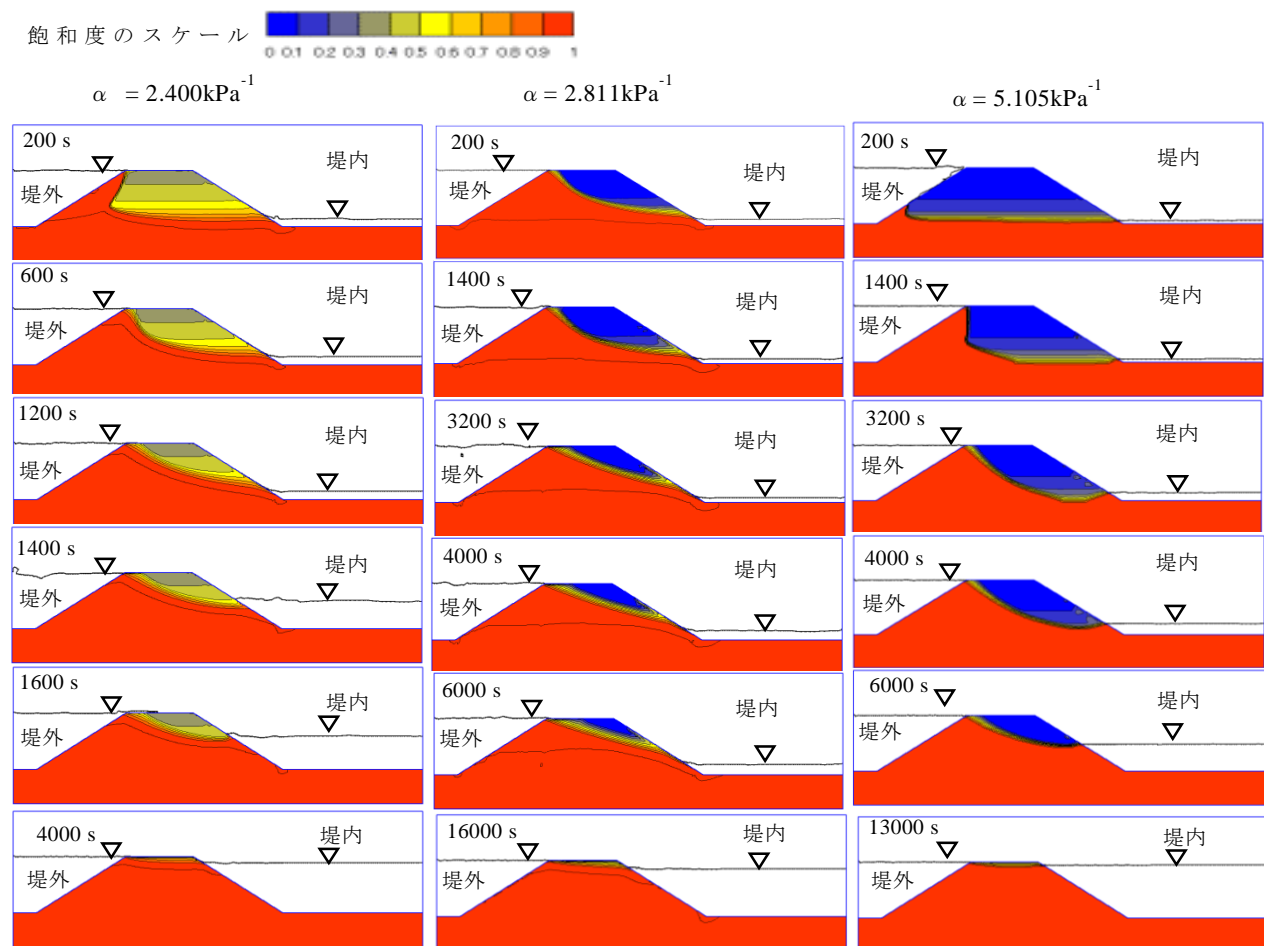 飽和度のスケール
0 0.1 0.2 0.3 0.4 0.5 0.6 0.7 0.8 0.9 1
α = 2.400kPa-1
α = 2.811kPa-1
α = 5.105kPa-1
200 s
堤内
堤外
200 s
堤内
堤外
200 s
堤内
堤外
600 s
堤内
堤外
1400 s
堤内
堤外
1400 s
堤内
堤外
1200 s
堤内
堤外
3200 s
堤内
堤外
3200 s
堤内
堤外
1400 s
堤内
堤外
4000 s
堤内
堤外
4000 s
堤内
堤外
1600 s
堤内
堤外
6000 s
堤内
堤外
6000 s
堤内
堤外
4000 s
堤内
堤外
16000 s
堤内
堤外
13000 s
堤内
堤外